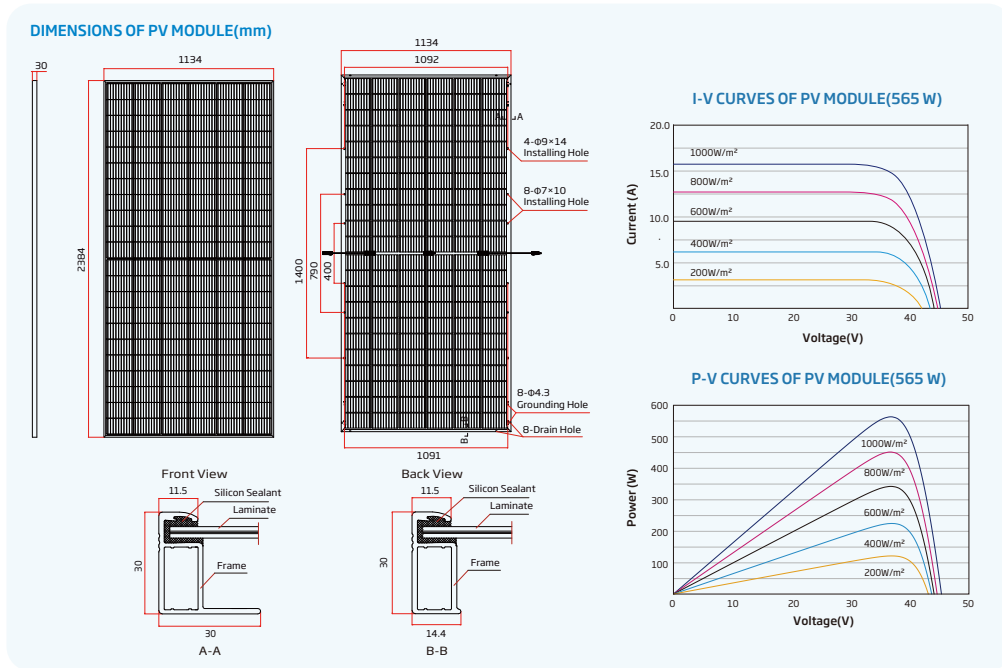 DIMENSIONS OF PV MODULE(mm)
30
1134
2384
Front View
1134
1092
A
A
4-Φ9×14
Installing Hole
8-Φ7×10
Installing Hole
1400
790
400
8-Φ4.3
Grounding Hole
8-Drain Hole
B
B
1091
Back View
11.5
Silicon Sealant
Laminate
Frame
30
30
A-A
11.5
Silicon Sealant
Laminate
Frame
30
14.4
B-B
I-V CURVES OF PV MODULE(565 W)
20.0
15.0
10.0
5.0
Current (A)
1000W/m²
800W/m²
600W/m²
400W/m²
200W/m²
0 10 20 30 40 50
Voltage(V)
P-V CURVES OF PV MODULE(565 W)
600
500
400
300
200
100
Power (W)
1000W/m²
800W/m²
600W/m²
400W/m²
200W/m²
0 10 20 30 40 50
Voltage(V)